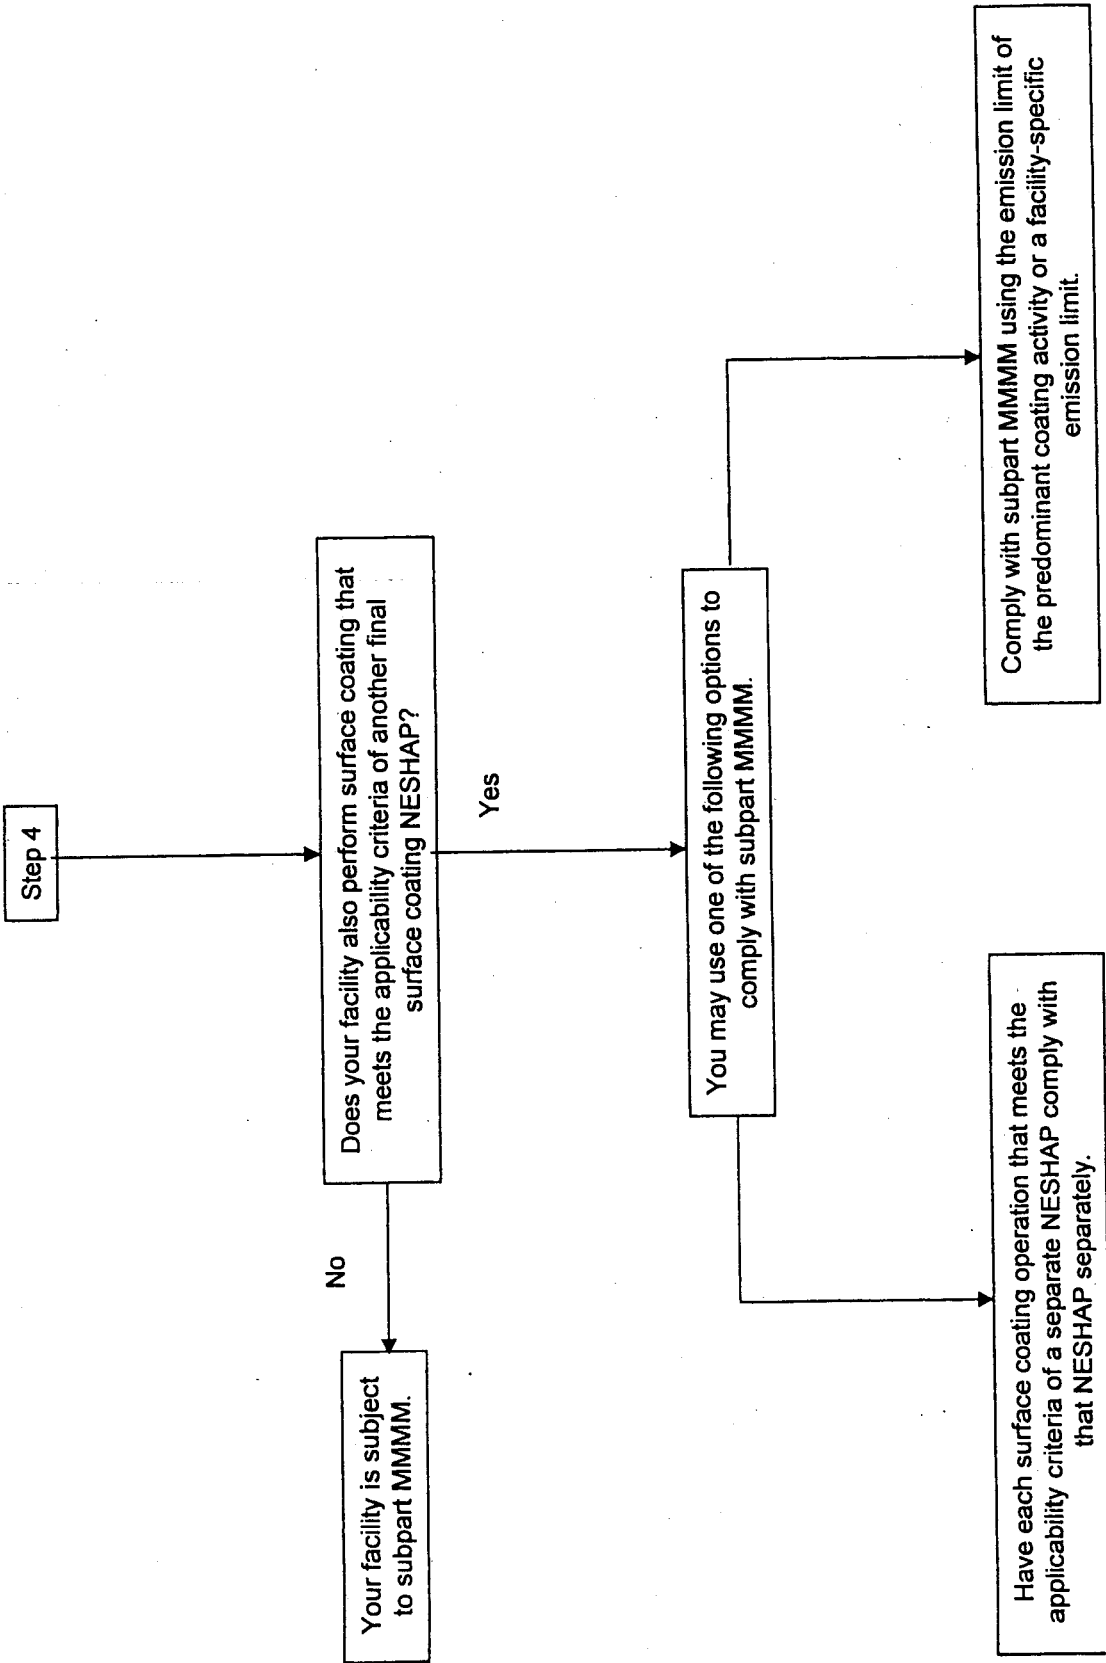 Step 4
Does your facility also perform surface coating that
meets the applicability criteria of another final
surface coating NESHAP?
No
Yes
Your facility is subject
to subpart MMMM.
You may use one of the following options to
comply with subpart MMMM.
Have each surface coating operation that meets the
applicability criteria of a separate NESHAP comply with
that NESHAP separately.
Comply with subpart MMMM using the emission limit of
the predominant coating activity or a facility-specific
emission limit.